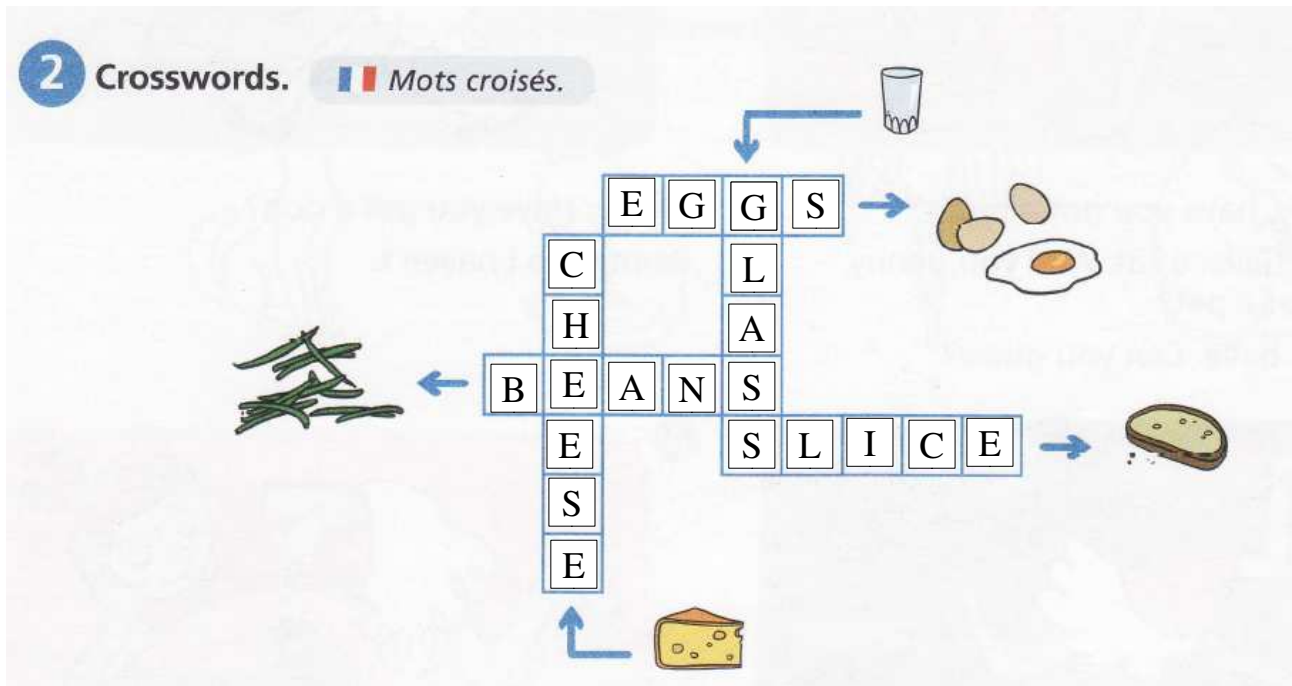 2 Crosswords. Mots croisés.
E G G S
C L
H A
B E A N S
E S L I C E
S
E